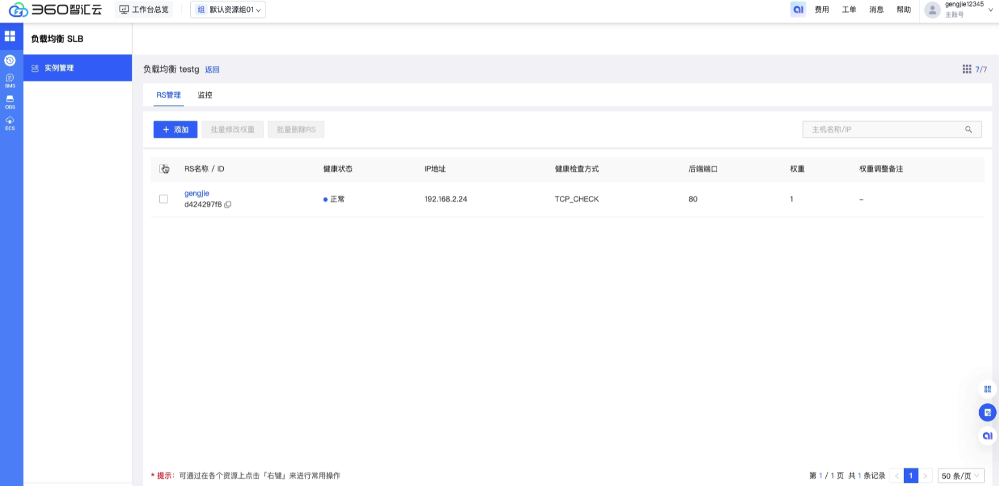 360智汇云
工作台总览
组 默认资源组01
费用 工单 消息 帮助
gengjie12345
主账号
负载均衡 SLB
实例管理
SMS
OBS
ECS
负载均衡 testg 返回
7/7
RS管理 监控
+ 添加 批量修改权重 批量删除RS
主机名称/IP
RS名称 / ID 健康状态 IP地址 健康检查方式 后端端口 权重 权重调整备注
gengjie
d424297f8
正常 192.168.2.24 TCP_CHECK 80 1 –
* 提示: 可通过在各个资源上点击「右键」来进行常用操作
第 1 / 1 页 共 1 条记录 < 1 > 50 条/页